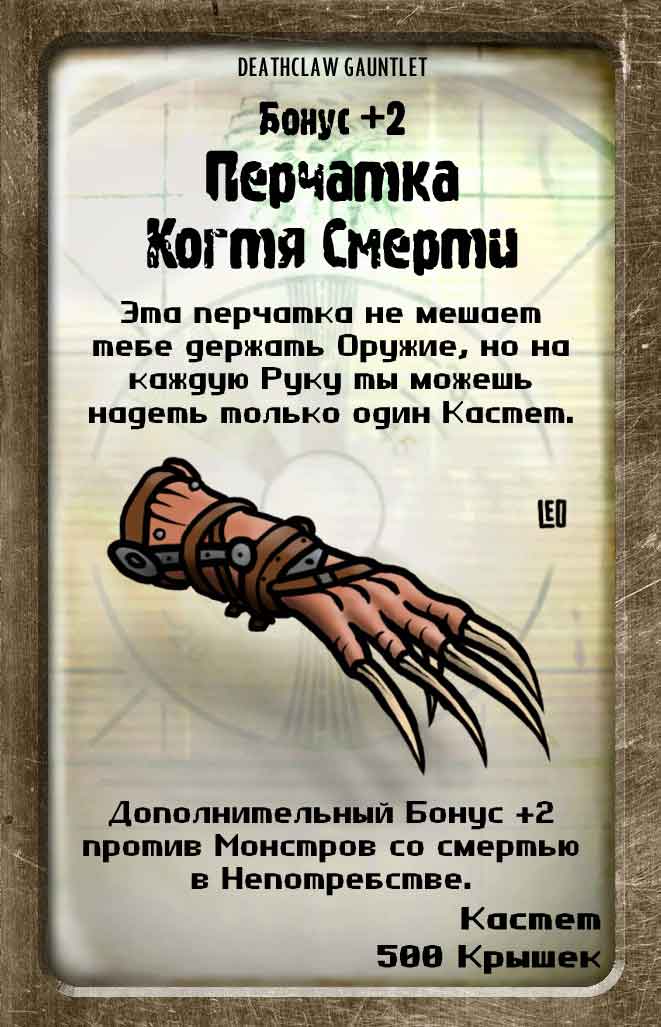 DEATHCLAW GAUNTLET
Бонус +2
Перчатка
Когтя Смерти
Эта перчатка не мешает
тебе держать Оружие, но на
каждую Руку ты можешь
надеть только один Кастет.
LEO
Дополнительный Бонус +2
против Монстров со смертью
в Непотребстве.
Кастет
500 Крышек